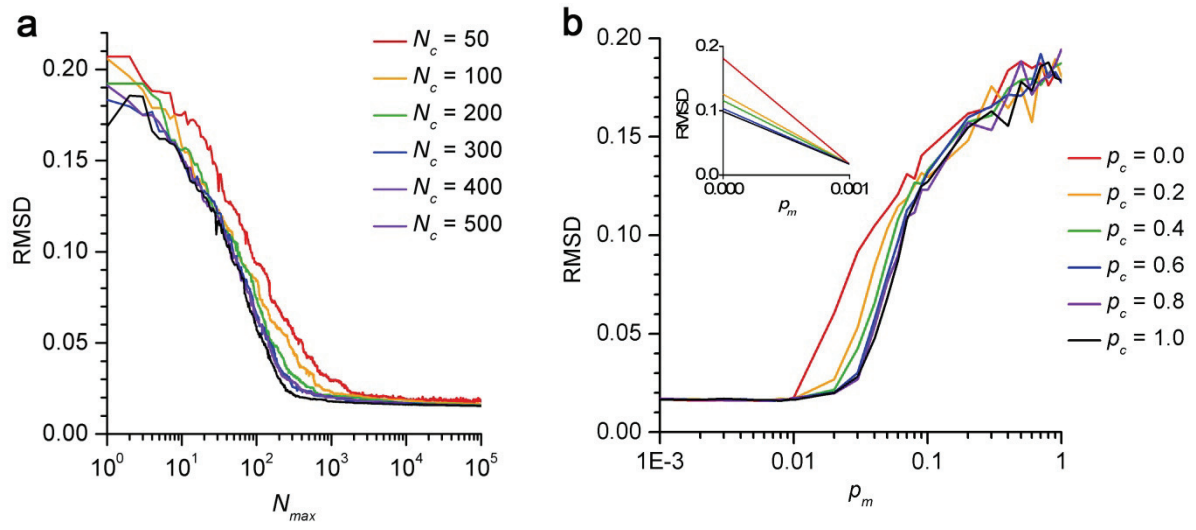 a
RMSD
0.20
0.15
0.10
0.05
0.00
10^0
10^1
10^2
10^3
10^4
10^5
N_max
N_c = 50
N_c = 100
N_c = 200
N_c = 300
N_c = 400
N_c = 500
b
RMSD
0.20
0.15
0.10
0.05
0.00
1E-3
0.01
0.1
1
p_m
RMSD
0.2
0.1
0.0
0.000
0.001
p_m
p_c = 0.0
p_c = 0.2
p_c = 0.4
p_c = 0.6
p_c = 0.8
p_c = 1.0